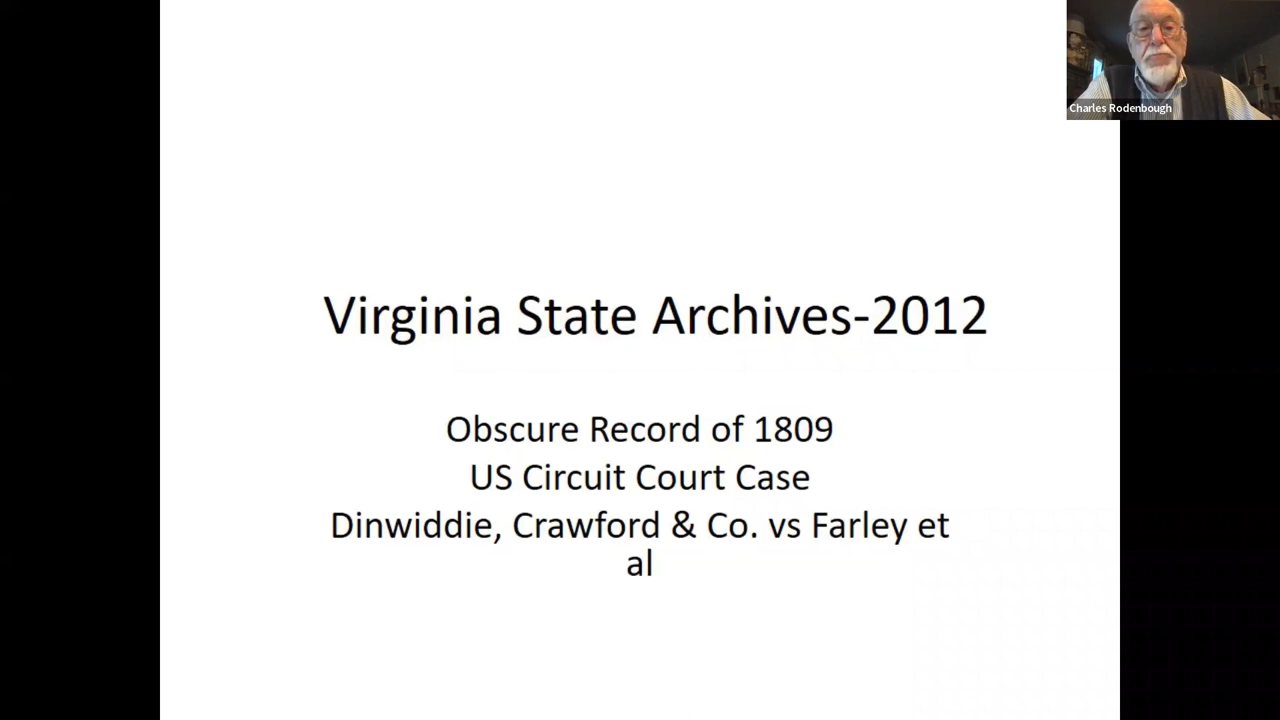 Charles Rodenbough
Virginia State Archives-2012
Obscure Record of 1809
US Circuit Court Case
Dinwiddie, Crawford & Co. vs Farley et
al